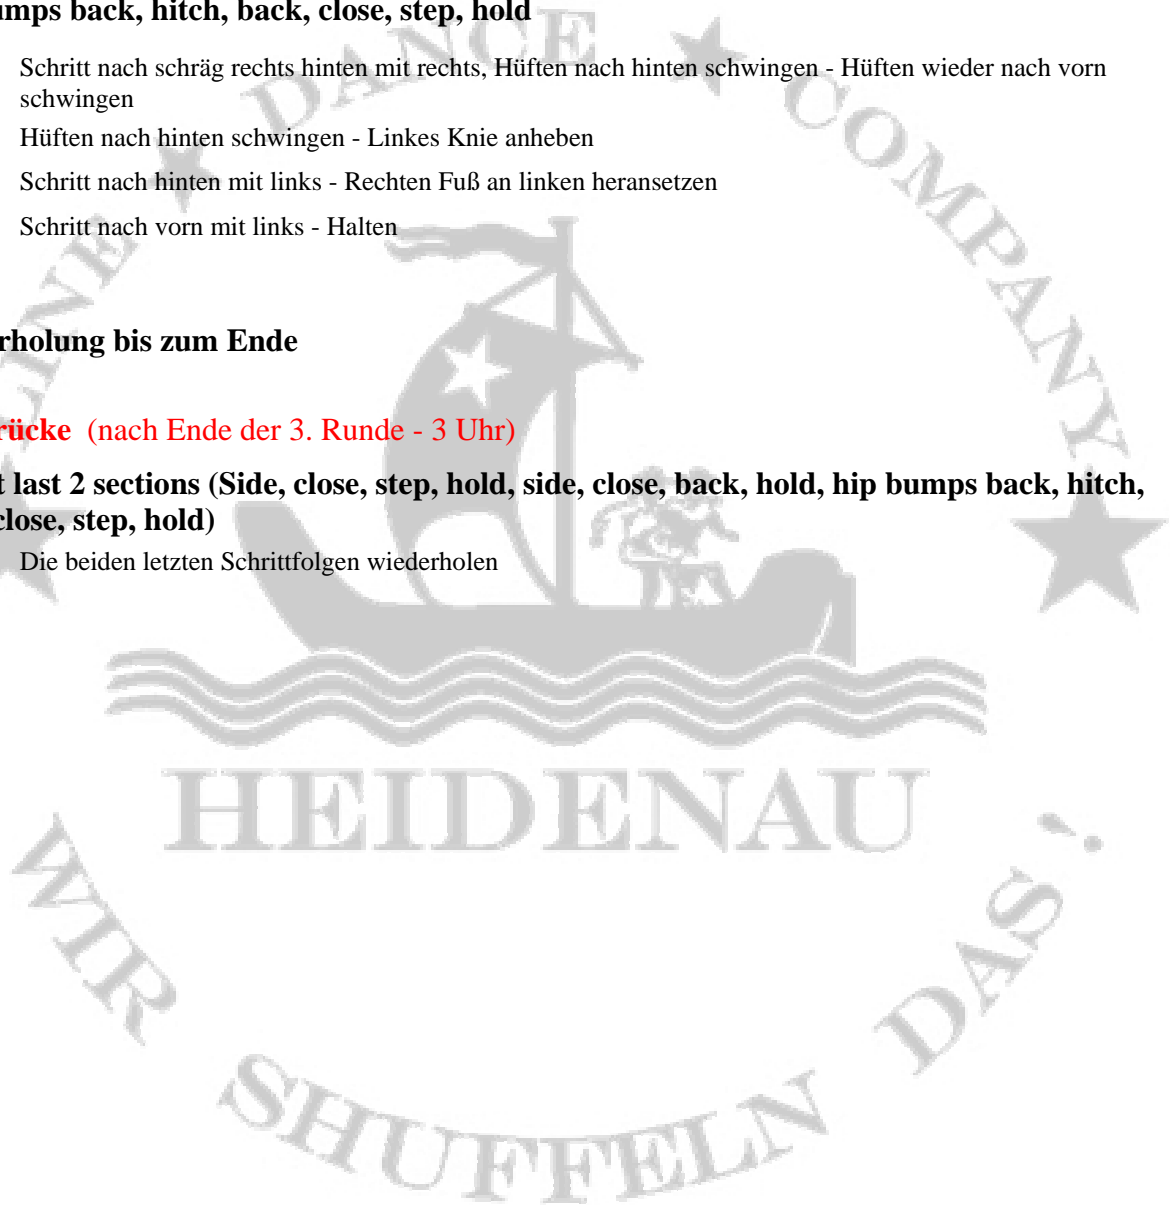 umps back, hitch, back, close, step, hold
Schritt nach schräg rechts hinten mit rechts, Hüften nach hinten schwingen - Hüften wieder nach vorn
schwingen
Hüften nach hinten schwingen - Linkes Knie anheben
Schritt nach hinten mit links - Rechten Fuß an linken heransetzen
Schritt nach vorn mit links - Halten
rholung bis zum Ende
rücke (nach Ende der 3. Runde - 3 Uhr)
t last 2 sections (Side, close, step, hold, side, close, back, hold, hip bumps back, hitch,
close, step, hold)
Die beiden letzten Schrittfolgen wiederholen
LINE DANCE COMPANY
HEIDENAU
WIR SHUFFELN DAS !